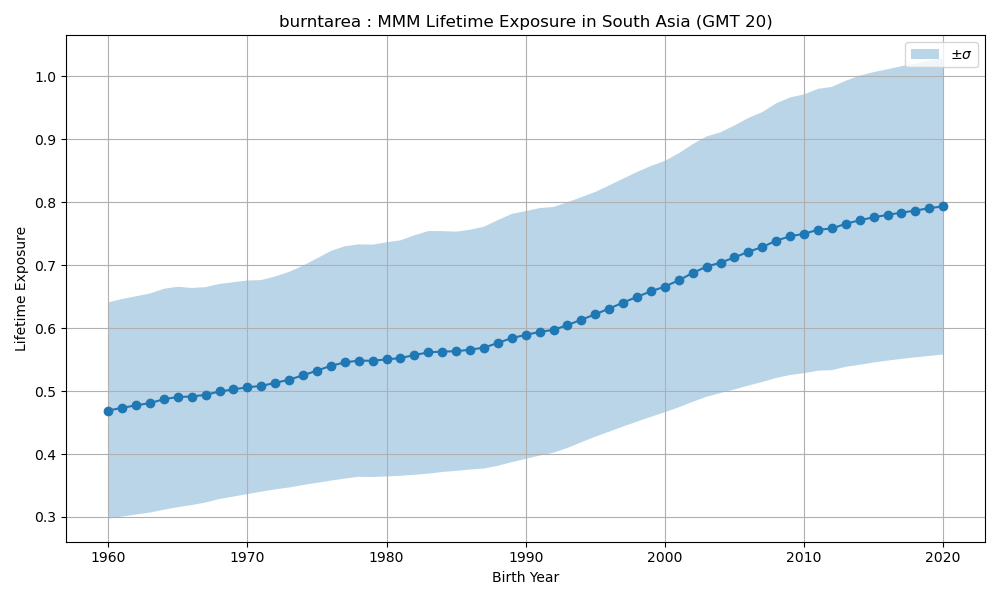 burntarea : MMM Lifetime Exposure in South Asia (GMT 20)
±σ
Lifetime Exposure
1.0
0.9
0.8
0.7
0.6
0.5
0.4
0.3
1960 1970 1980 1990 2000 2010 2020
Birth Year